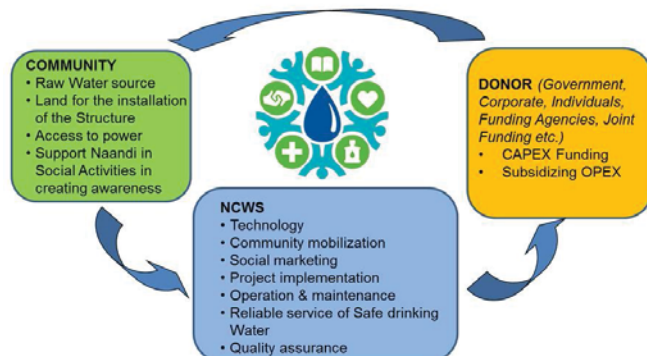 COMMUNITY
• Raw Water source
• Land for the installation
of the Structure
• Access to power
• Support Naandi in
Social Activities in
creating awareness
DONOR (Government,
Corporate, Individuals,
Funding Agencies, Joint
Funding etc.)
• CAPEX Funding
• Subsidizing OPEX
NCWS
• Technology
• Community mobilization
• Social marketing
• Project implementation
• Operation & maintenance
• Reliable service of Safe drinking
Water
• Quality assurance